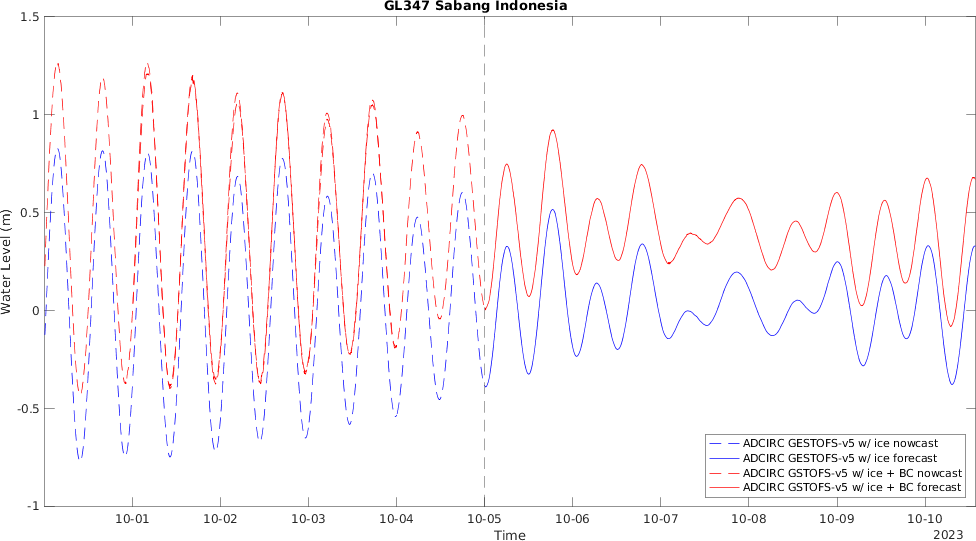 GL347 Sabang Indonesia
1.5
1
0.5
0
-0.5
-1
Water Level (m)
ADCIRC GESTOFS-v5 w/ ice nowcast
ADCIRC GESTOFS-v5 w/ ice forecast
ADCIRC GSTOFS-v5 w/ ice + BC nowcast
ADCIRC GSTOFS-v5 w/ ice + BC forecast
10-01 10-02 10-03 10-04 10-05 10-06 10-07 10-08 10-09 10-10
Time
2023